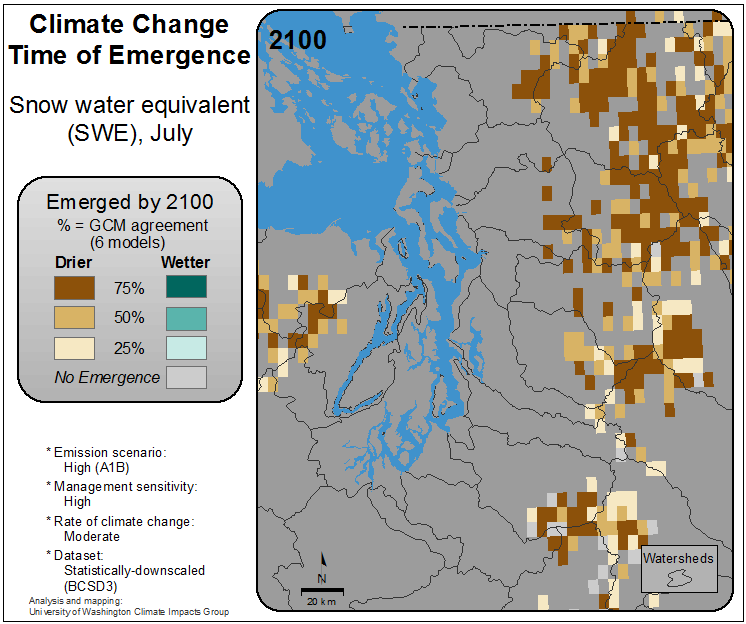 Climate Change
Time of Emergence
Snow water equivalent
(SWE), July
Emerged by 2100
% = GCM agreement
(6 models)
Drier Wetter
75%
50%
25%
No Emergence
* Emission scenario:
High (A1B)
* Management sensitivity:
High
* Rate of climate change:
Moderate
* Dataset:
Statistically-downscaled
(BCSD3)
Analysis and mapping:
University of Washington Climate Impacts Group
2100
N
20 km
Watersheds